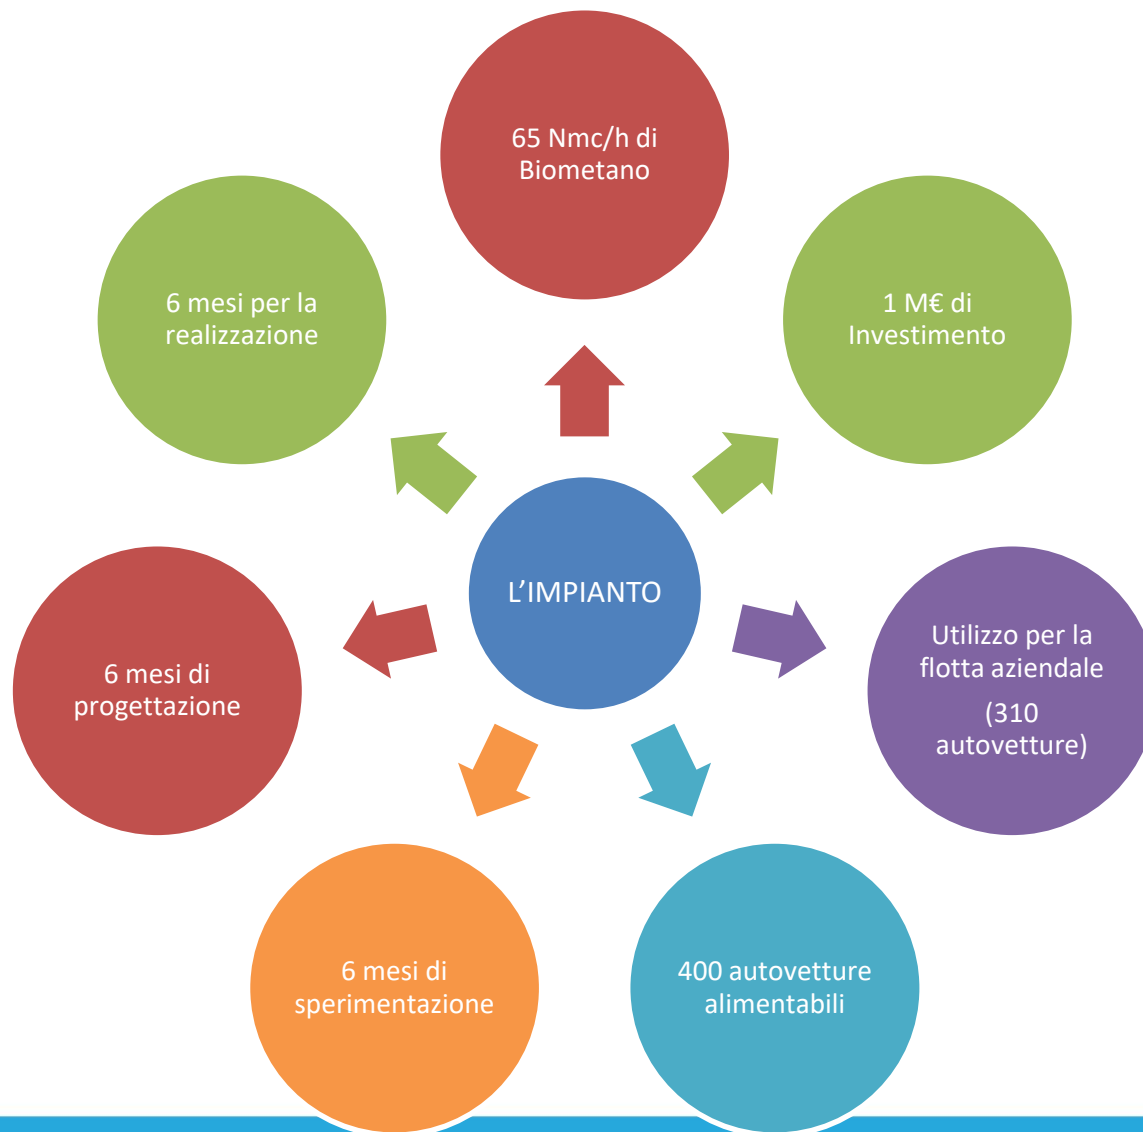 65 Nmc/h di
Biometano
1 M€ di
Investimento
Utilizzo per la
flotta aziendale
(310
autovetture)
400 autovetture
alimentabili
6 mesi di
sperimentazione
6 mesi di
progettazione
6 mesi per la
realizzazione
L’IMPIANTO